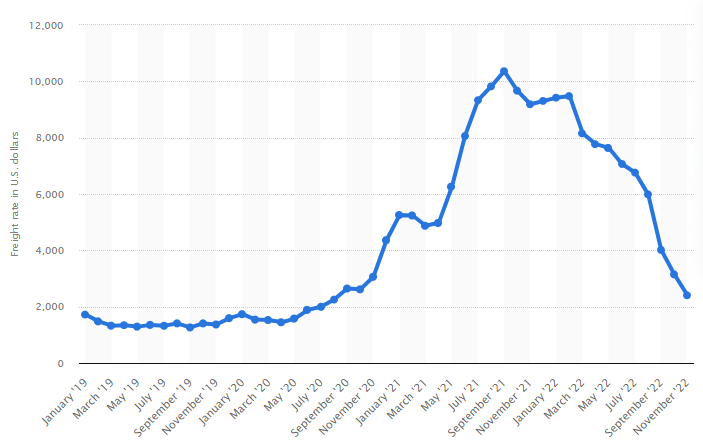 12,000
10,000
8,000
6,000
4,000
2,000
0
Freight rate in U.S. dollars
January '19
March '19
May '19
July '19
September '19
November '19
January '20
March '20
May '20
July '20
September '20
November '20
January '21
March '21
May '21
July '21
September '21
November '21
January '22
March '22
May '22
July '22
September '22
November '22